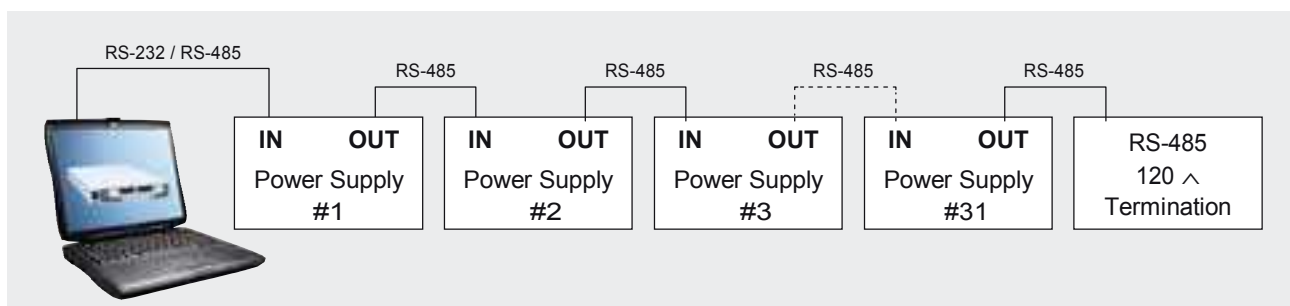 RS-232 / RS-485
RS-485
RS-485
RS-485
RS-485
IN OUT
Power Supply
#1
IN OUT
Power Supply
#2
IN OUT
Power Supply
#3
IN OUT
Power Supply
#31
RS-485
120 ^
Termination